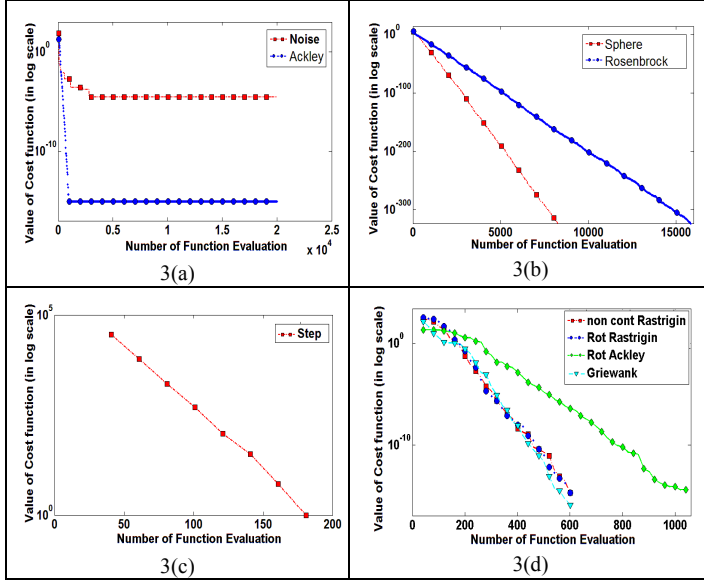 Value of Cost function (in log scale)
10^0
10^-10
Noise
Ackley
0 0.5 1 1.5 2 2.5
x 10^4
Number of Function Evaluation
3(a)
Value of Cost function (in log scale)
10^0
10^-100
10^-200
10^-300
Sphere
Rosenbrock
0 5000 10000 15000
Number of Function Evaluation
3(b)
Value of Cost function (in log scale)
10^5
10^0
Step
0 50 100 150 200
Number of Function Evaluation
3(c)
Value of Cost function (in log scale)
10^0
10^-10
non cont Rastrigin
Rot Rastrigin
Rot Ackley
Griewank
0 200 400 600 800 1000
Number of Function Evaluation
3(d)